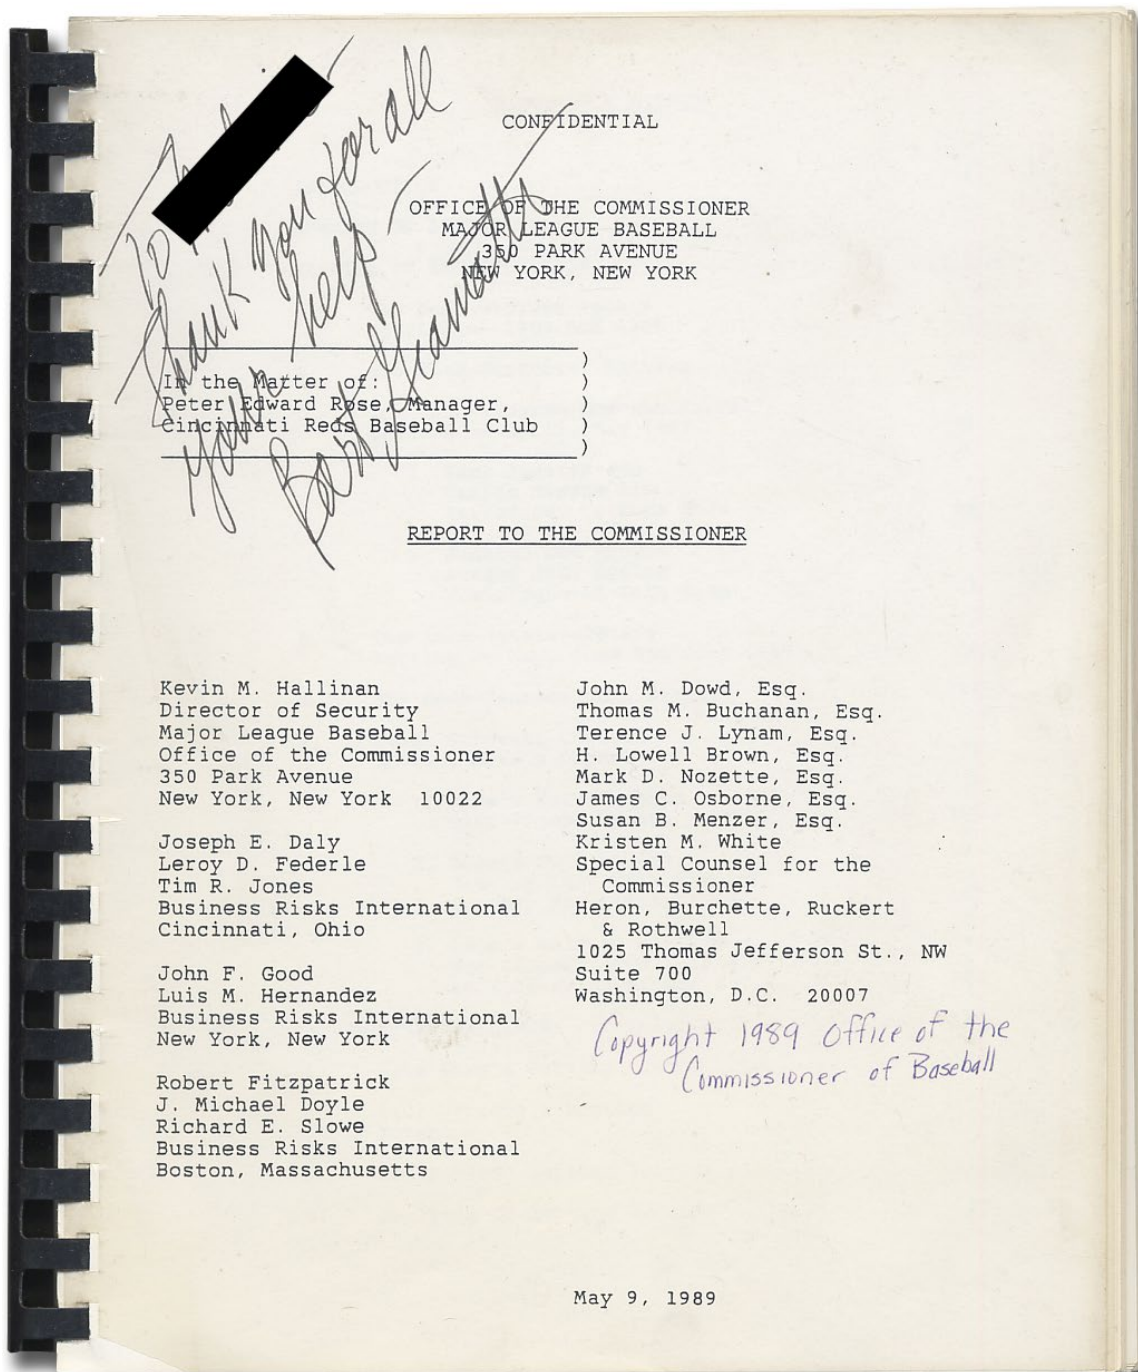 To
Thank you for all
your help –
Bart Giamatti
CONFIDENTIAL
OFFICE OF THE COMMISSIONER
MAJOR LEAGUE BASEBALL
350 PARK AVENUE
NEW YORK, NEW YORK
)
In the Matter of: )
Peter Edward Rose, Manager, )
Cincinnati Reds Baseball Club )
)
REPORT TO THE COMMISSIONER
Kevin M. Hallinan
Director of Security
Major League Baseball
Office of the Commissioner
350 Park Avenue
New York, New York 10022
Joseph E. Daly
Leroy D. Federle
Tim R. Jones
Business Risks International
Cincinnati, Ohio
John F. Good
Luis M. Hernandez
Business Risks International
New York, New York
Robert Fitzpatrick
J. Michael Doyle
Richard E. Slowe
Business Risks International
Boston, Massachusetts
John M. Dowd, Esq.
Thomas M. Buchanan, Esq.
Terence J. Lynam, Esq.
H. Lowell Brown, Esq.
Mark D. Nozette, Esq.
James C. Osborne, Esq.
Susan B. Menzer, Esq.
Kristen M. White
Special Counsel for the
Commissioner
Heron, Burchette, Ruckert
& Rothwell
1025 Thomas Jefferson St., NW
Suite 700
Washington, D.C. 20007
Copyright 1989 Office of the
Commissioner of Baseball
May 9, 1989